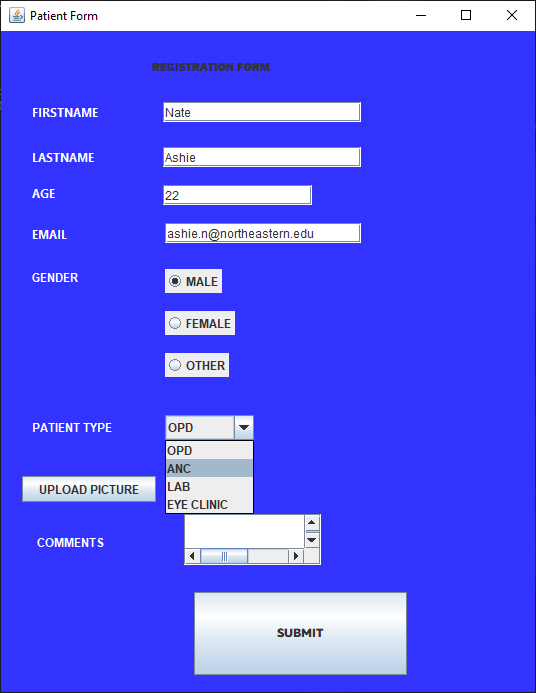 Patient Form
REGISTRATION FORM
FIRSTNAME Nate
LASTNAME Ashie
AGE 22
EMAIL ashie.n@northeastern.edu
GENDER MALE
FEMALE
OTHER
PATIENT TYPE OPD
OPD
ANC
LAB
UPLOAD PICTURE
EYE CLINIC
COMMENTS
SUBMIT